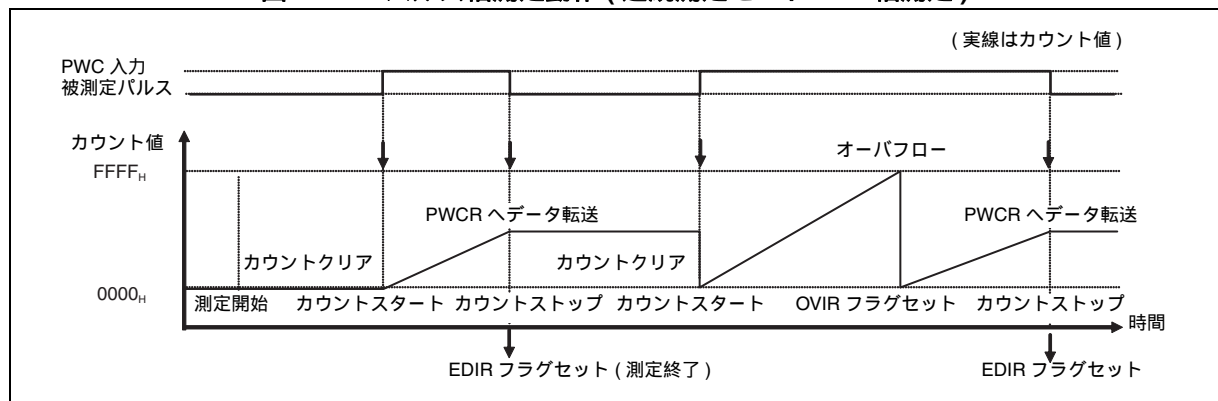 (実線はカウント値)
PWC 入力
被測定パルス
カウント値
オーバフロー
FFFFH
PWCR へデータ転送
PWCR へデータ転送
カウントクリア
カウントクリア
0000H
測定開始
カウントスタート
カウントストップ
カウントスタート
OVIR フラグセット
カウントストップ
時間
EDIR フラグセット (測定終了)
EDIR フラグセット